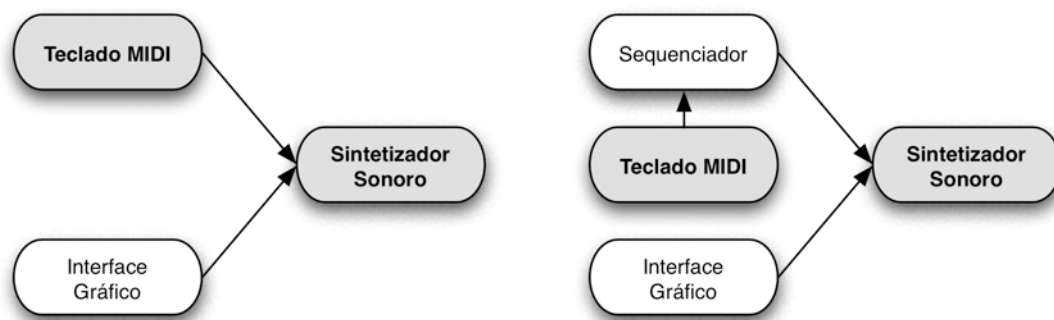 Teclado MIDI
Sintetizador
Sonoro
Interface
Gráfico
Sequenciador
Teclado MIDI
Sintetizador
Sonoro
Interface
Gráfico